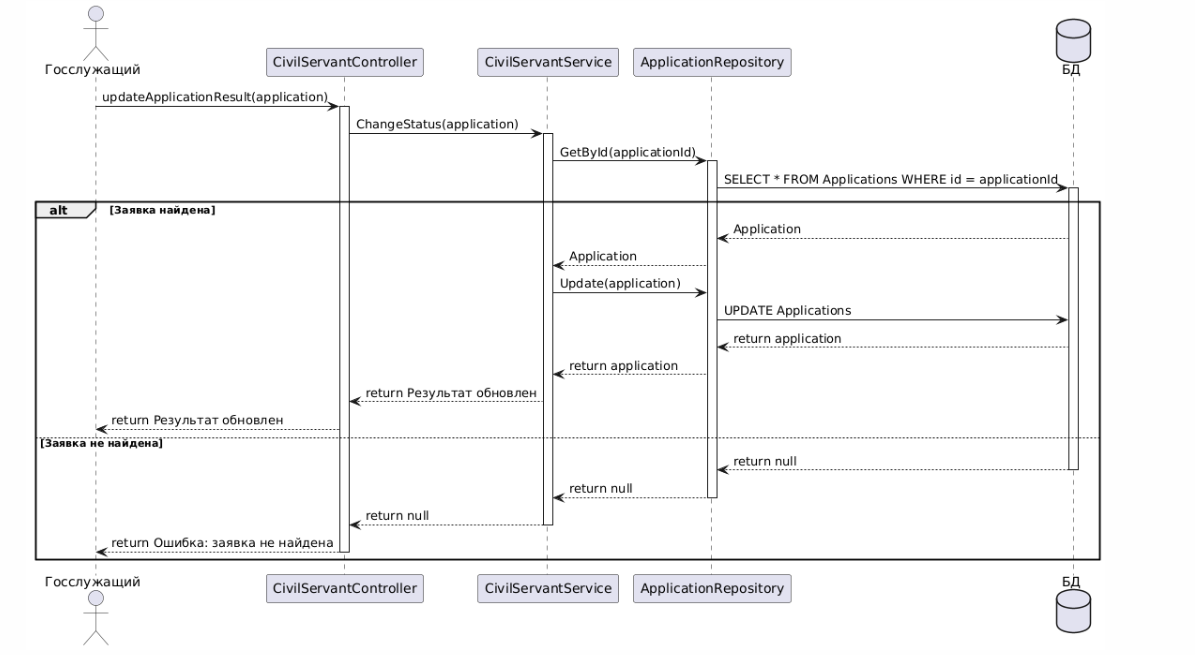 Госслужащий
CivilServantController
CivilServantService
ApplicationRepository
БД
updateApplicationResult(application)
ChangeStatus(application)
GetById(applicationId)
SELECT * FROM Applications WHERE id = applicationId
alt [Заявка найдена]
Application
Application
Update(application)
UPDATE Applications
return application
return application
return Результат обновлен
return Результат обновлен
[Заявка не найдена]
return null
return null
return null
return Ошибка: заявка не найдена
Госслужащий
CivilServantController
CivilServantService
ApplicationRepository
БД